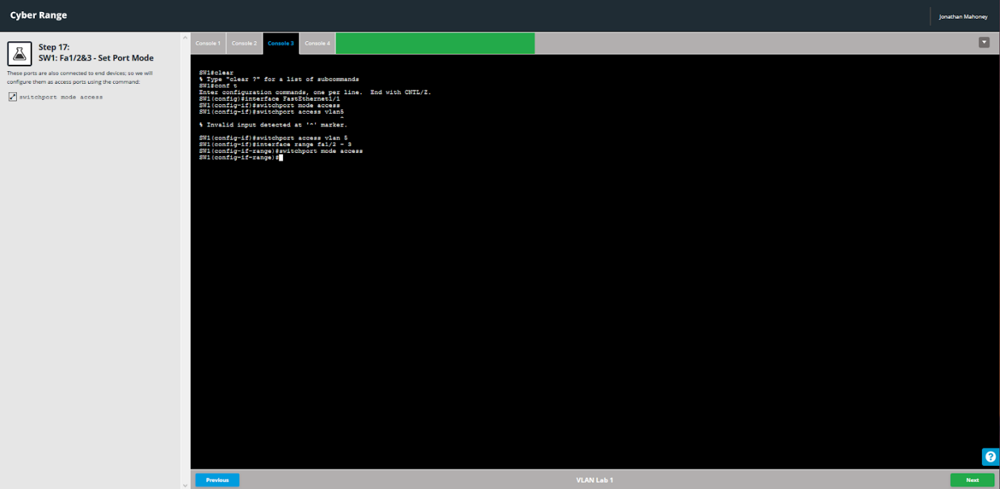 Cyber Range
Jonathan Mahoney
Step 17:
SW1: Fa1/2&3 - Set Port Mode
These ports are also connected to end devices; so we will
configure them as access ports using the command:
switchport mode access
Console 1
Console 2
Console 3
Console 4
SW1#clear
% Type "clear ?" for a list of subcommands
SW1#conf t
Enter configuration commands, one per line.  End with CNTL/Z.
SW1(config)#interface FastEthernet1/1
SW1(config-if)#switchport mode access
SW1(config-if)#switchport access vlan5
^
% Invalid input detected at '^' marker.
SW1(config-if)#switchport access vlan 5
SW1(config-if)#interface range fa1/2 - 3
SW1(config-if-range)#switchport mode access
SW1(config-if-range)#
Previous
VLAN Lab 1
Next
?